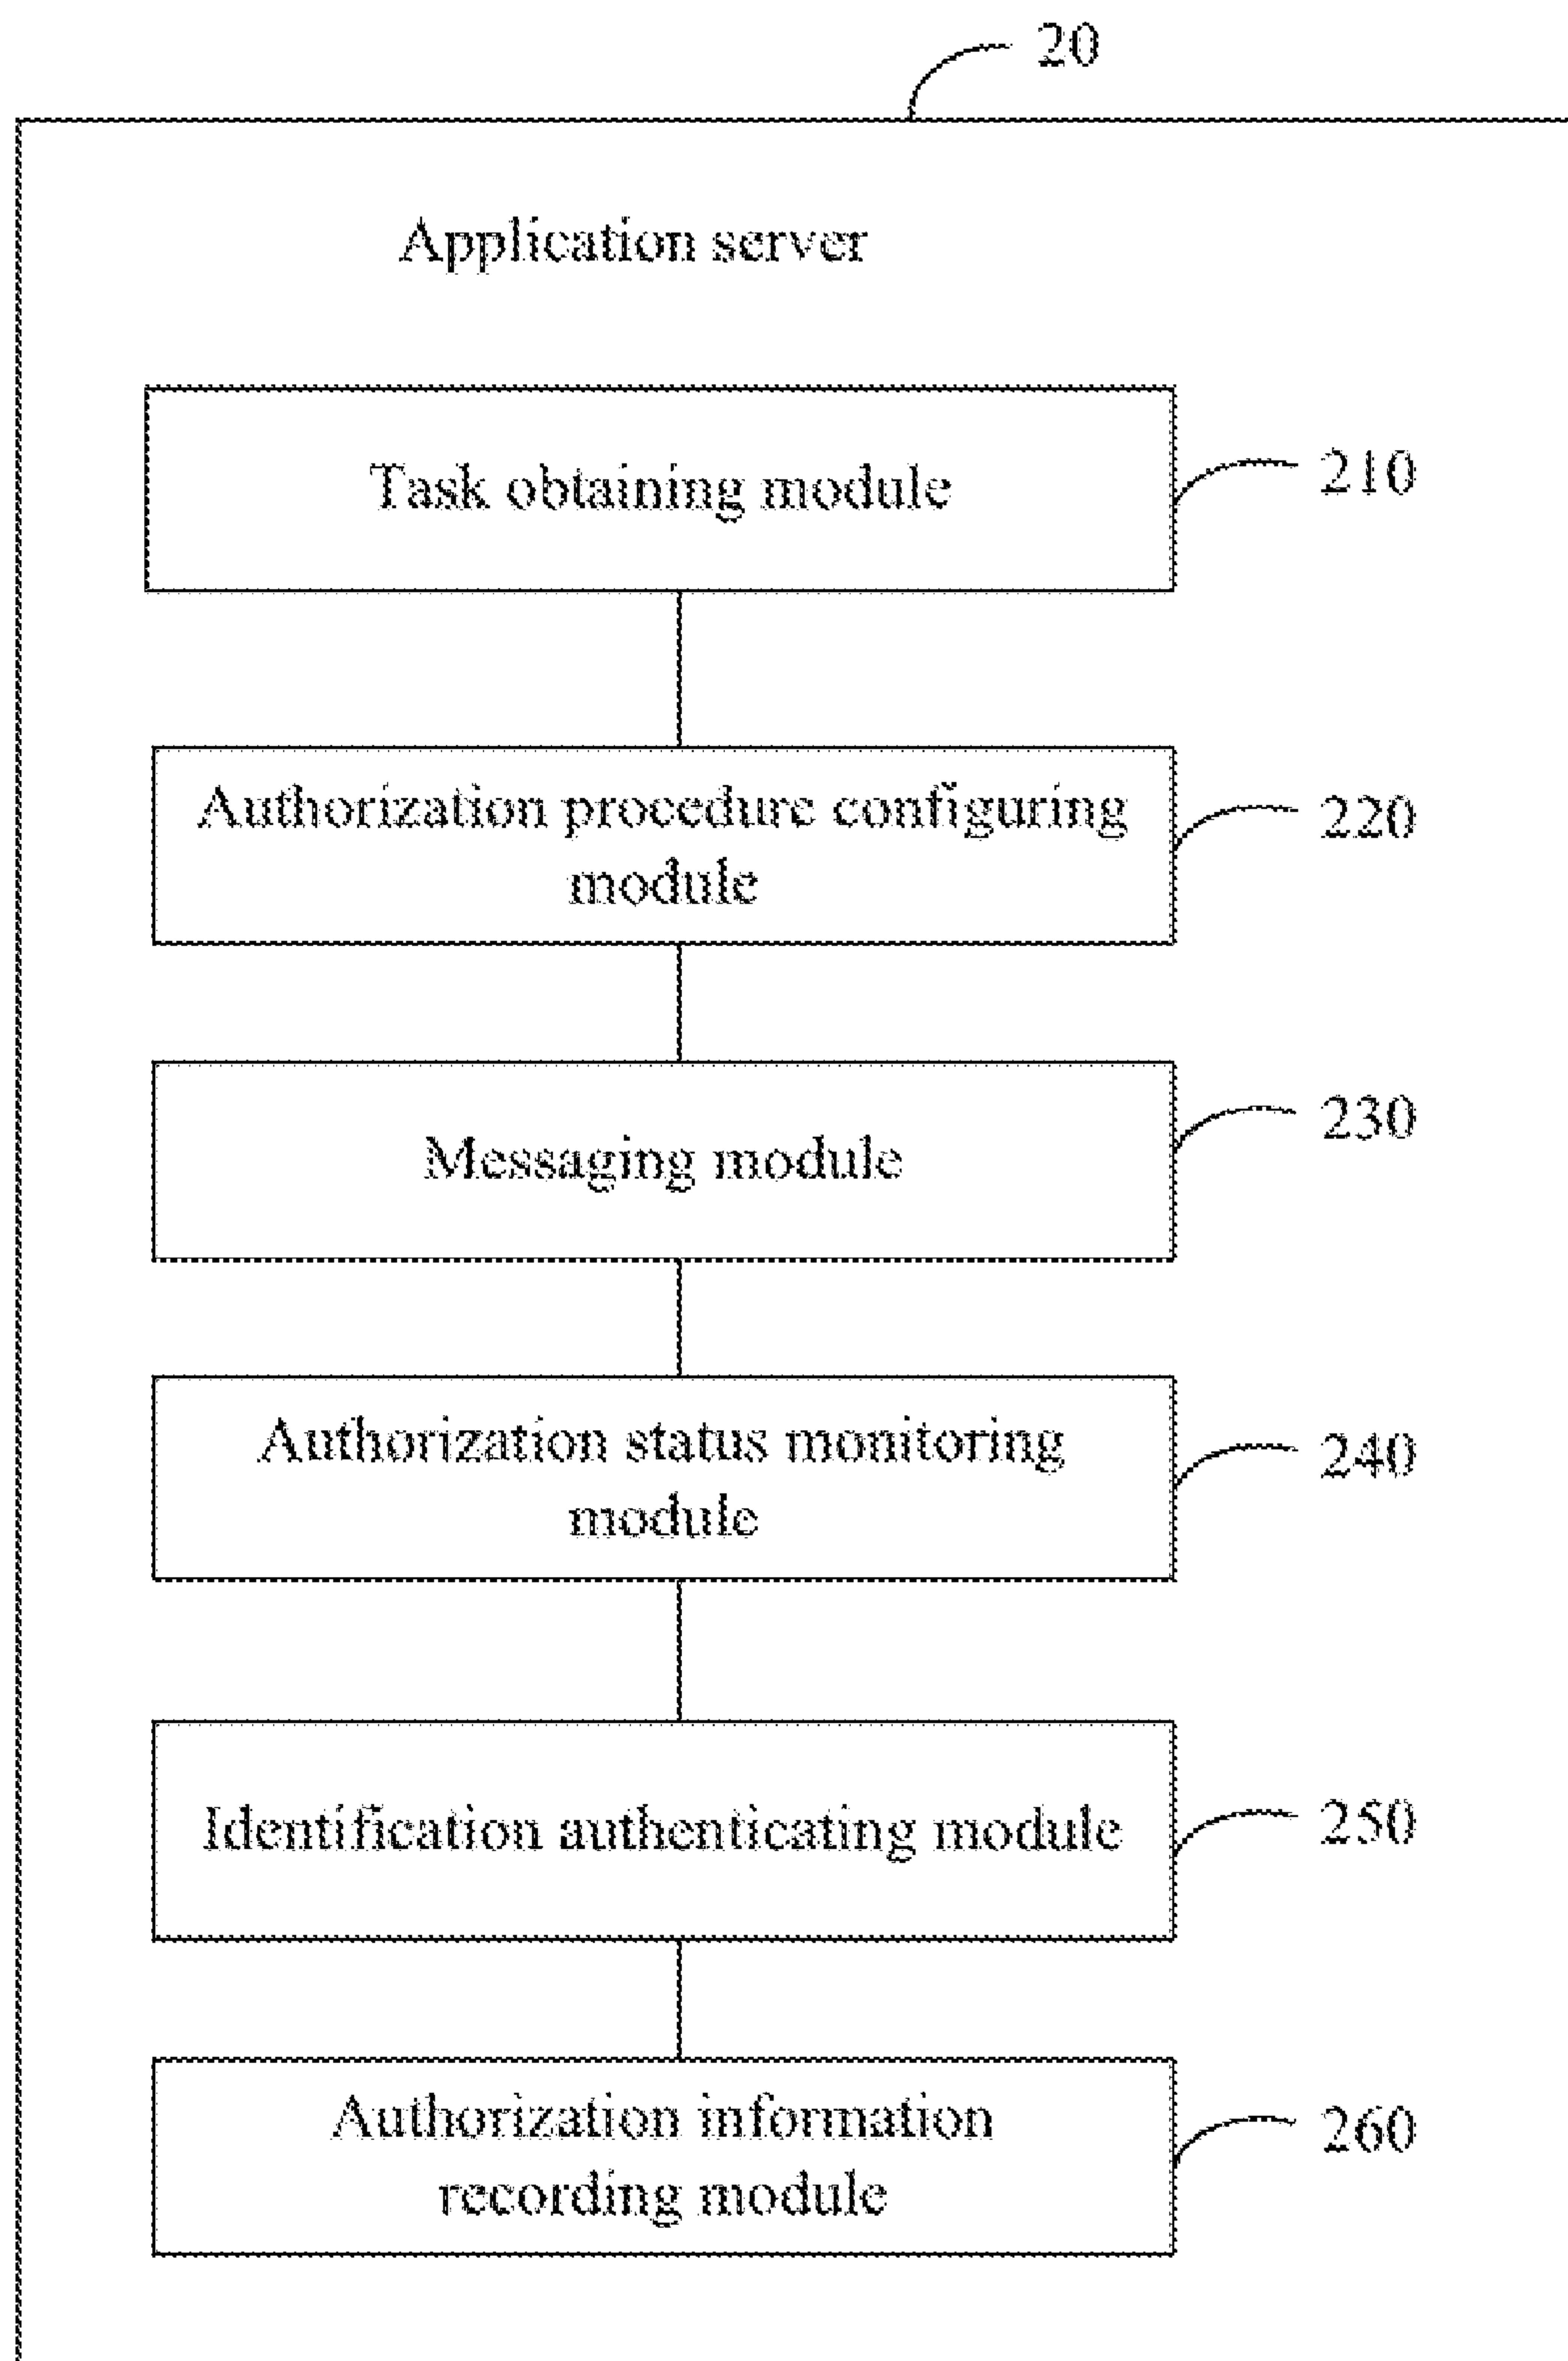 20
Application server
Task obtaining module
210
Authorization procedure configuring
module
220
Messaging module
230
Authorization status monitoring
module
240
Identification authenticating module
250
Authorization information
recording module
260